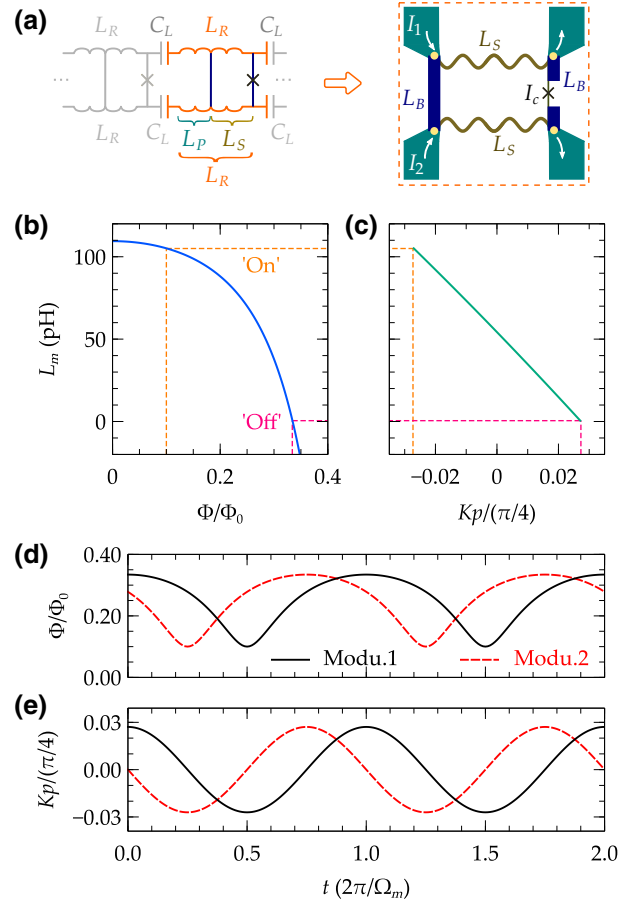 (a)
L_R C_L L_R C_L
I_1 L_S
... ...
L_B I_c L_B
L_R C_L L_P L_S C_L
L_R
I_2 L_S
(b) (c)
100 'On'
50
L_m (pH)
0 'Off'
0 0.2 0.4
Φ/Φ_0
−0.02 0 0.02
Kp/(π/4)
(d)
0.40
0.20
0.00
Φ/Φ_0
Modu.1 Modu.2
(e)
0.03
0.00
−0.03
Kp/(π/4)
0.0 0.5 1.0 1.5 2.0
t (2π/Ω_m)